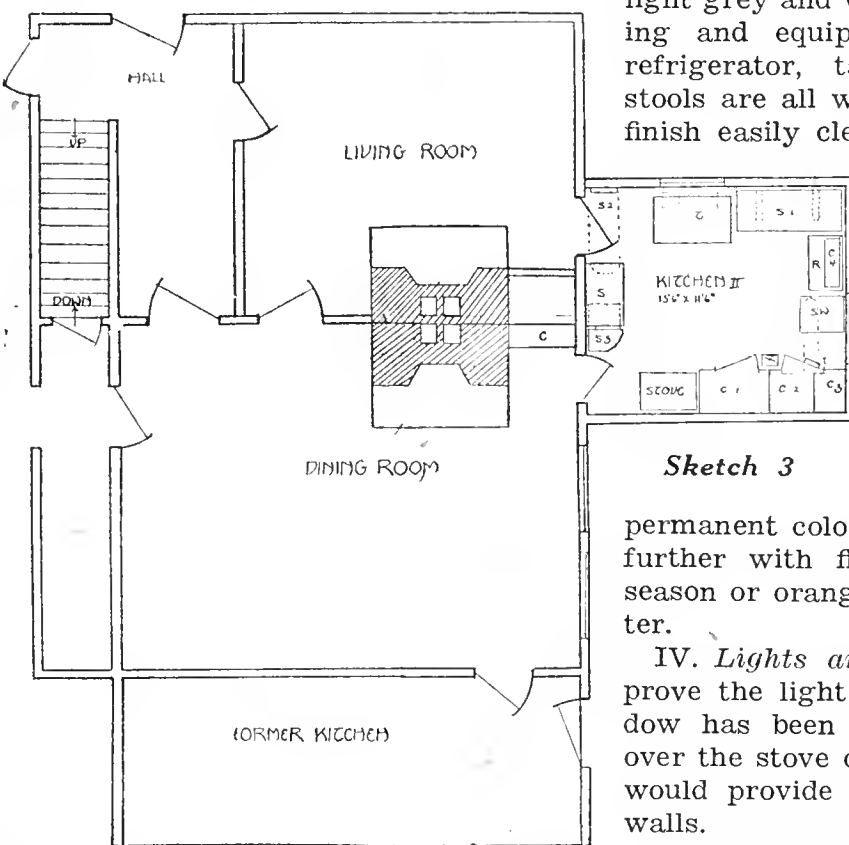 light grey and
ing and equip
refrigerator, ta
stools are all w
finish easily cle
HALL
UP
LIVING ROOM
DOWN
S2
T
S1
KITCHEN II
15'6" X 11'6"
R
C4
S
SW
S3
C
STOVE
C1
C2
C3
DINING ROOM
Sketch 3
permanent colo
further with fl
season or orang
ter.
IV. Lights a
prove the light
dow has been
over the stove o
would provide
walls.
FORMER KITCHEN